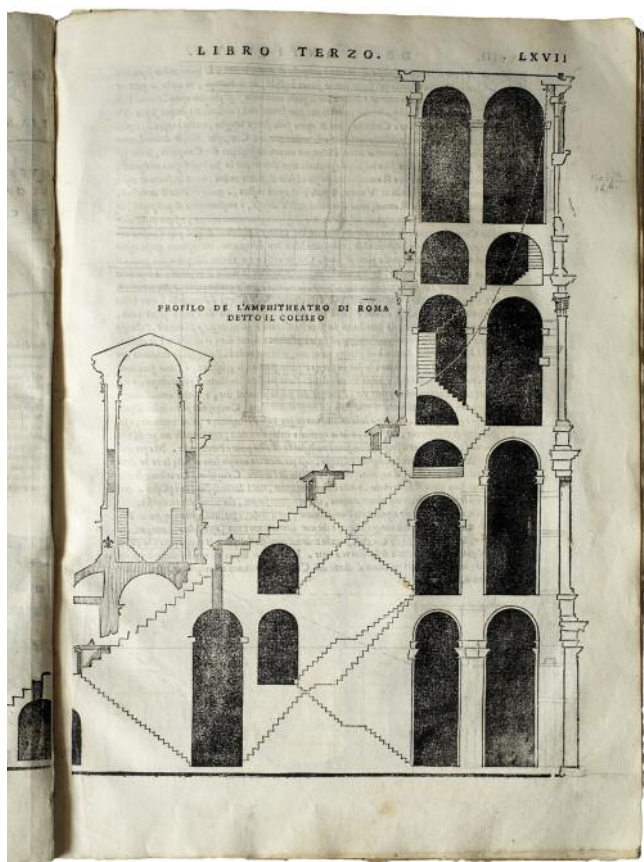 LIBRO TERZO.
LXVII
PROFILO DE L'AMPHITHEATRO DI ROMA
DETTO IL COLISEO